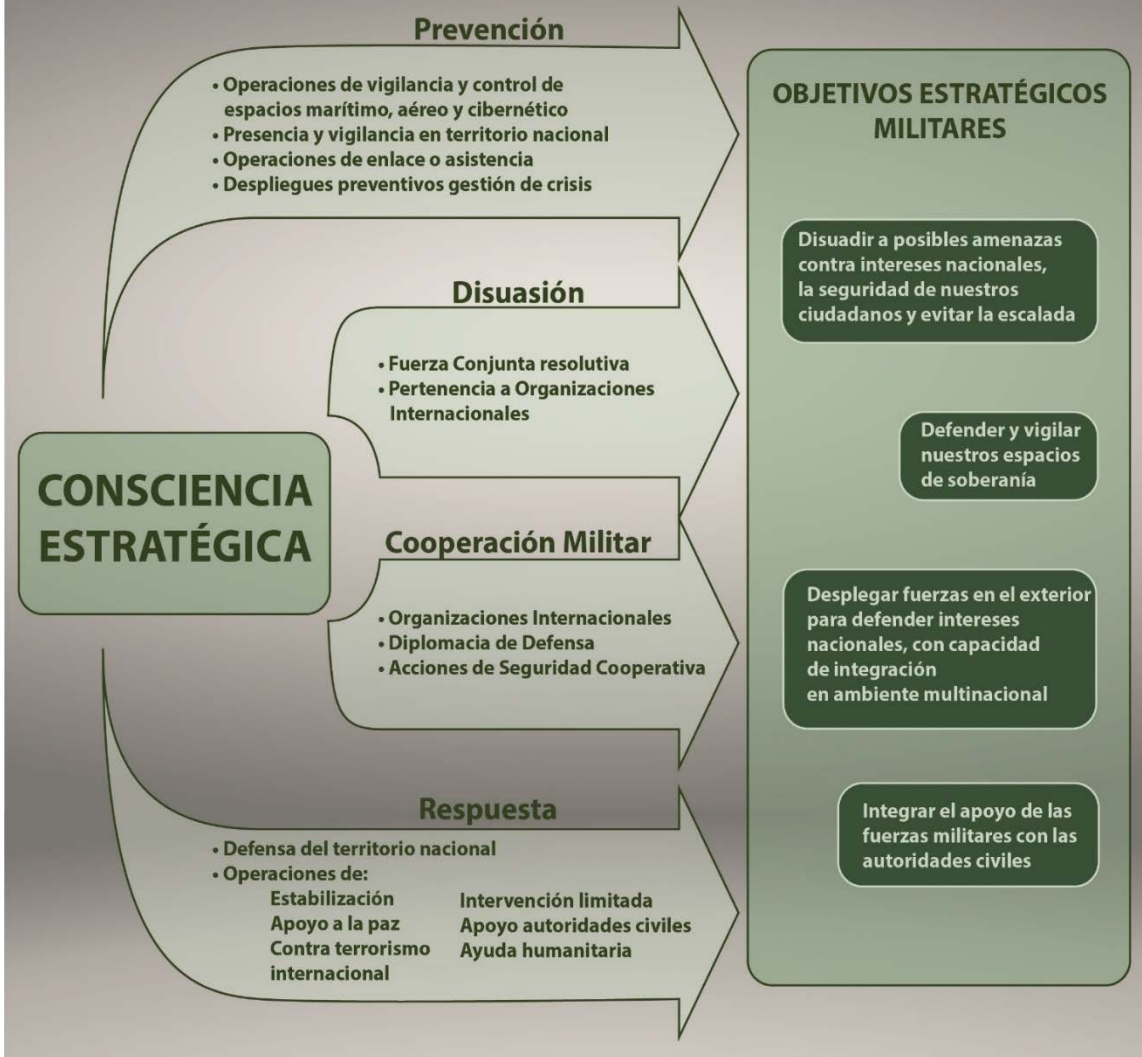 Prevención
• Operaciones de vigilancia y control de
espacios marítimo, aéreo y cibernético
• Presencia y vigilancia en territorio nacional
• Operaciones de enlace o asistencia
• Despliegues preventivos gestión de crisis
Disuasión
• Fuerza Conjunta resolutiva
• Pertenencia a Organizaciones
Internacionales
CONSCIENCIA
ESTRATÉGICA
Cooperación Militar
• Organizaciones Internacionales
• Diplomacia de Defensa
• Acciones de Seguridad Cooperativa
Respuesta
• Defensa del territorio nacional
• Operaciones de:
Estabilización
Apoyo a la paz
Contra terrorismo
internacional
Intervención limitada
Apoyo autoridades civiles
Ayuda humanitaria
OBJETIVOS ESTRATÉGICOS
MILITARES
Disuadir a posibles amenazas
contra intereses nacionales,
la seguridad de nuestros
ciudadanos y evitar la escalada
Defender y vigilar
nuestros espacios
de soberanía
Desplegar fuerzas en el exterior
para defender intereses
nacionales, con capacidad
de integración
en ambiente multinacional
Integrar el apoyo de las
fuerzas militares con las
autoridades civiles